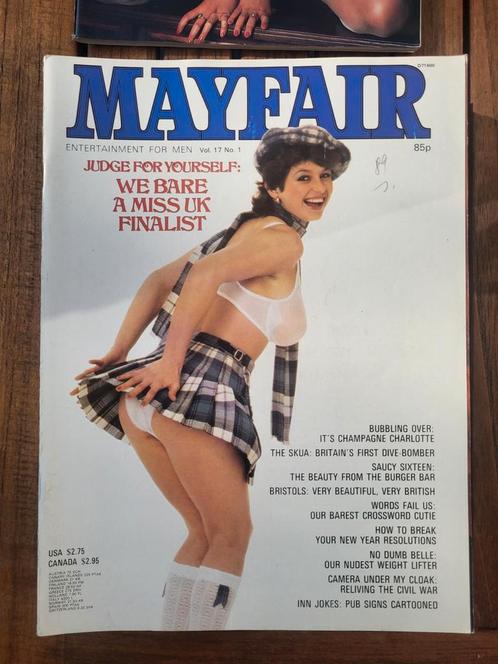 MAYFAIR
ENTERTAINMENT FOR MEN Vol. 17 No. 1
85p
JUDGE FOR YOURSELF:
WE BARE
A MISS UK
FINALIST
89
BUBBLING OVER:
IT'S CHAMPAGNE CHARLOTTE
THE SKUA: BRITAIN'S FIRST DIVE-BOMBER
SAUCY SIXTEEN:
THE BEAUTY FROM THE BURGER BAR
BRISTOLS: VERY BEAUTIFUL, VERY BRITISH
WORDS FAIL US:
OUR BAREST CROSSWORD CUTIE
HOW TO BREAK
YOUR NEW YEAR RESOLUTIONS
NO DUMB BELLE:
OUR NUDEST WEIGHT LIFTER
CAMERA UNDER MY CLOAK:
RELIVING THE CIVIL WAR
INN JOKES: PUB SIGNS CARTOONED
USA $2.75
CANADA $2.95